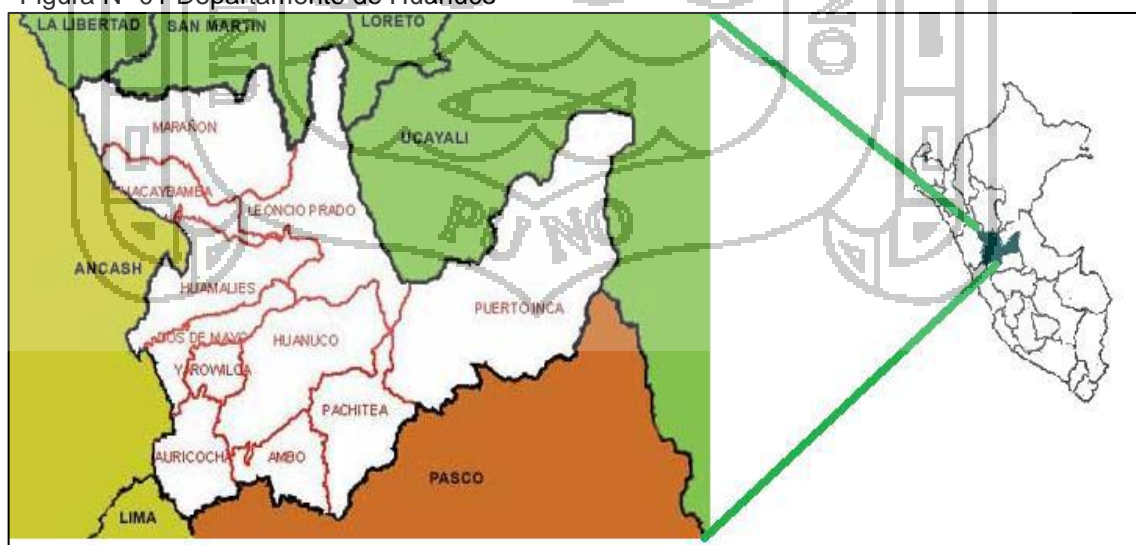 Figura N° 01 Departamento de Huánuco
LA LIBERTAD
SAN MARTIN
LORETO
MARAÑON
UCAYALI
HUACAYBAMBA
LEONCIO PRADO
PUNO
ANCASH
HUAMALIES
PUERTO INCA
DOS DE MAYO
HUANUCO
YAROWILCA
PACHITEA
AURICOCHA
AMBO
PASCO
LIMA